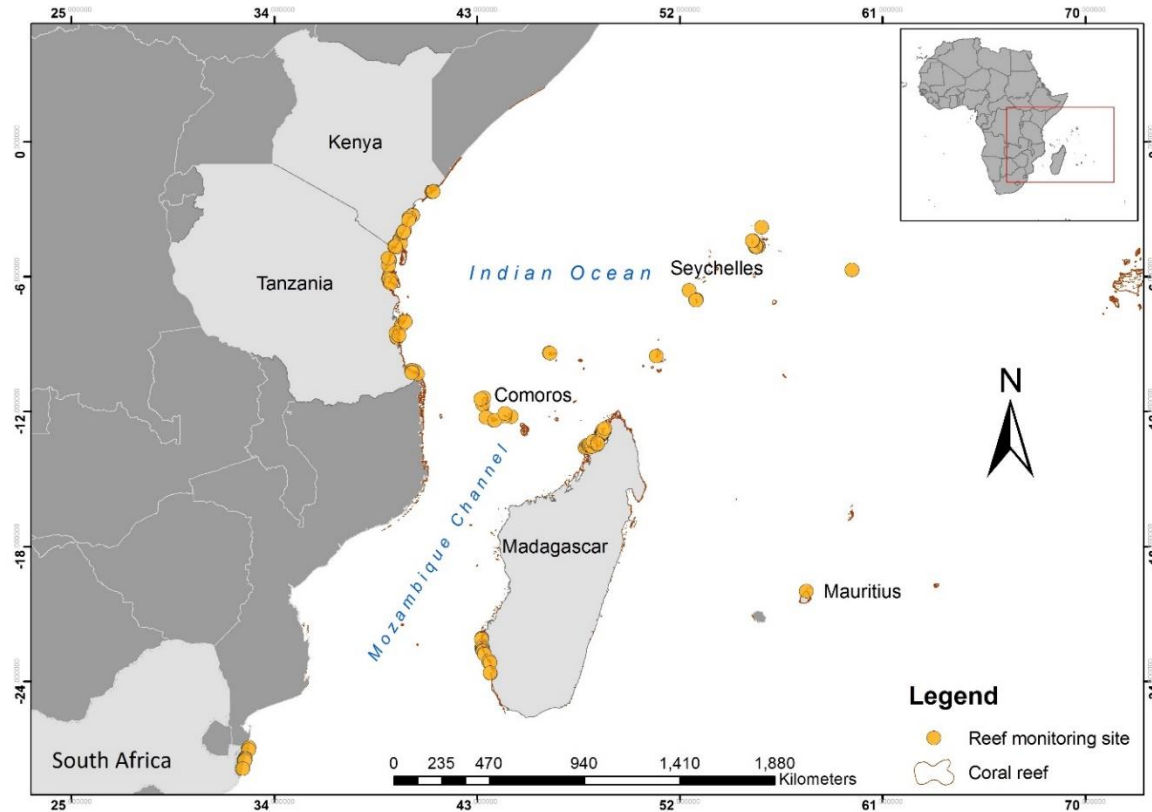 25 34 43 52 61 70
0
Kenya
Tanzania
Indian Ocean
Seychelles
-6
Comoros
-12
N
Mozambique Channel
Madagascar
-18
Mauritius
-24
South Africa
Legend
Reef monitoring site
Coral reef
0 235 470 940 1,410 1,880
Kilometers
25 34 43 52 61 70